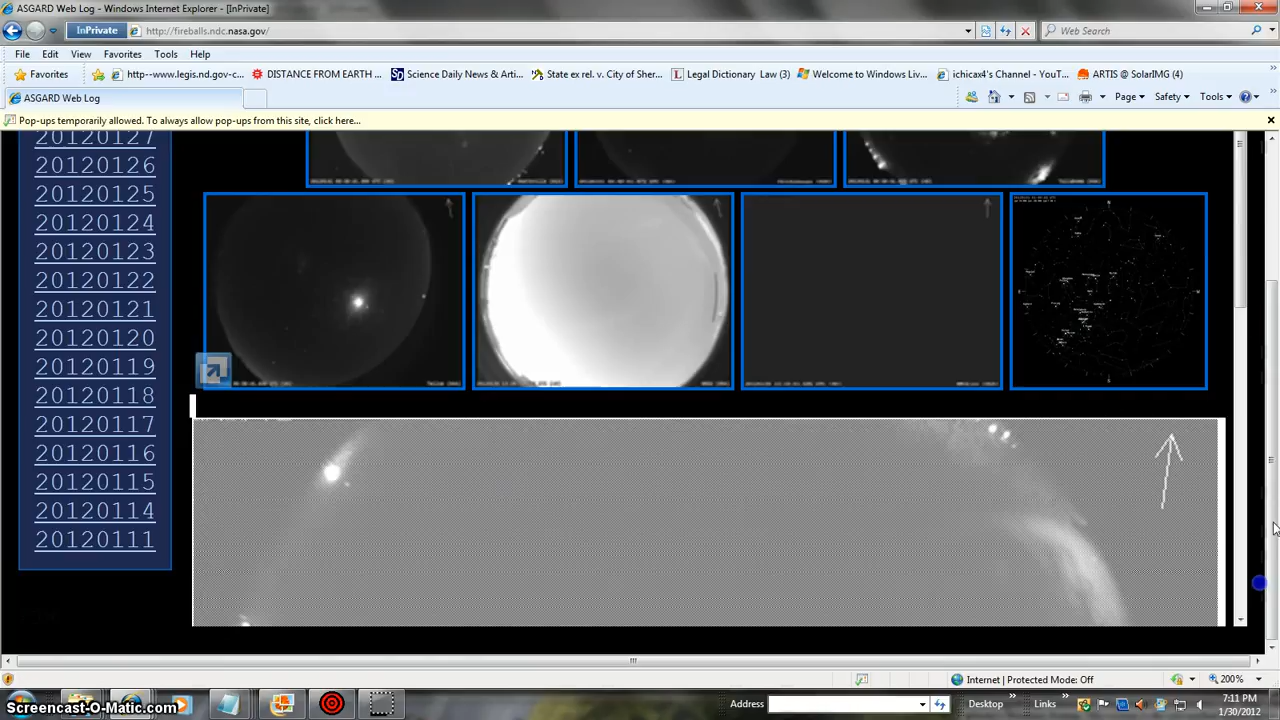 ASGARD Web Log - Windows Internet Explorer - [InPrivate]
InPrivate http://fireballs.ndc.nasa.gov/ Web Search
File Edit View Favorites Tools Help
Favorites http--www.legis.nd.gov-c... DISTANCE FROM EARTH ... Science Daily News & Arti... State ex rel. v. City of Sher... Legal Dictionary Law (3) Welcome to Windows Liv... ichicax4's Channel - YouT... ARTIS @ SolarIMG (4)
ASGARD Web Log
Page Safety Tools
Pop-ups temporarily allowed. To always allow pop-ups from this site, click here...
20120127
20120126
20120125
20120124
20120123
20120122
20120121
20120120
20120119
20120118
20120117
20120116
20120115
20120114
20120111
Internet | Protected Mode: Off 200%
Address Desktop Links 7:11 PM
1/30/2012
Screencast-O-Matic.com